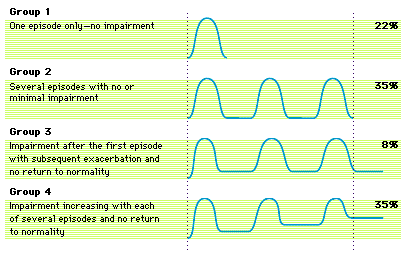 Group 1
One episode only—no impairment
22%
Group 2
Several episodes with no or
minimal impairment
35%
Group 3
Impairment after the first episode
with subsequent exacerbation and
no return to normality
8%
Group 4
Impairment increasing with each
of several episodes and no return
to normality
35%